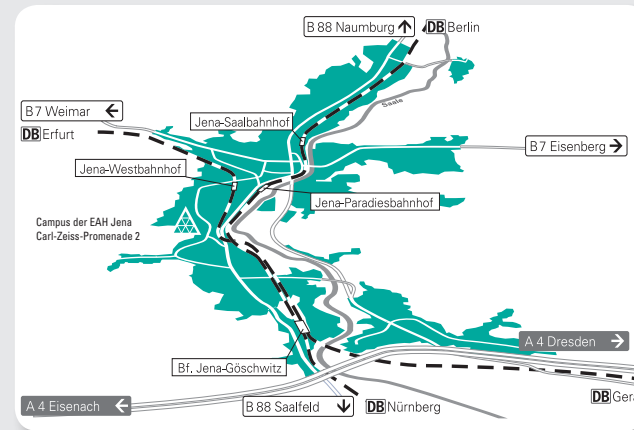 B 88 Naumburg ↑
DB Berlin
Saale
B 7 Weimar ←
DB Erfurt
Jena-Saalbahnhof
B 7 Eisenberg →
Jena-Westbahnhof
Jena-Paradiesbahnhof
Campus der EAH Jena
Carl-Zeiss-Promenade 2
A 4 Dresden →
Bf. Jena-Göschwitz
DB Gera
A 4 Eisenach ←
B 88 Saalfeld ↓
DB Nürnberg